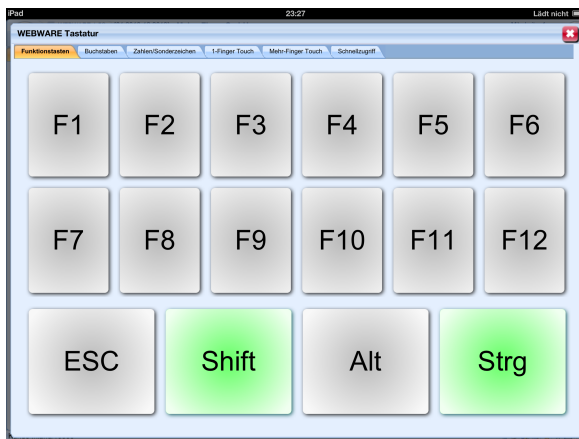 iPad 23:27 Lädt nicht
WEBWARE Tastatur
Funktionstasten Buchstaben Zahlen/Sonderzeichen 1-Finger Touch Mehr-Finger Touch Schnellzugriff
F1 F2 F3 F4 F5 F6
F7 F8 F9 F10 F11 F12
ESC Shift Alt Strg